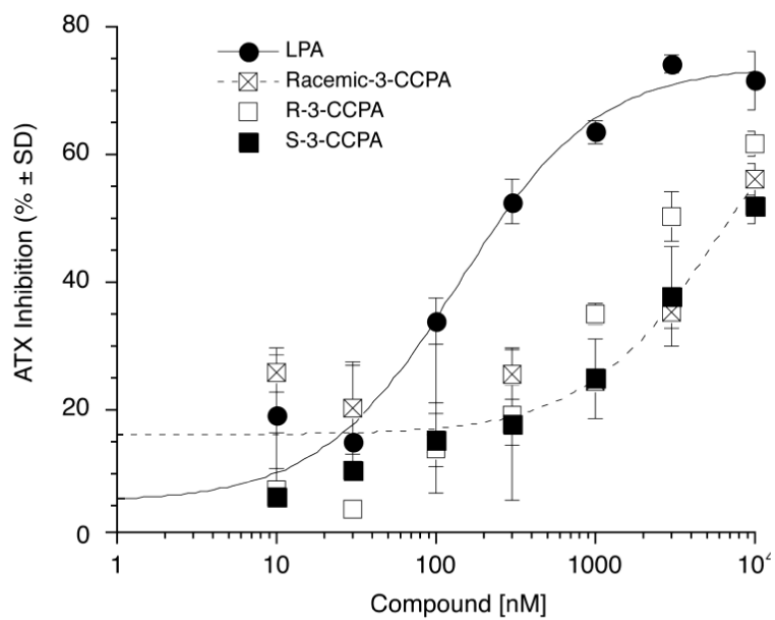 80
60
40
20
0
ATX Inhibition (% ± SD)
LPA
Racemic-3-CCPA
R-3-CCPA
S-3-CCPA
1
10
100
1000
10⁴
Compound [nM]